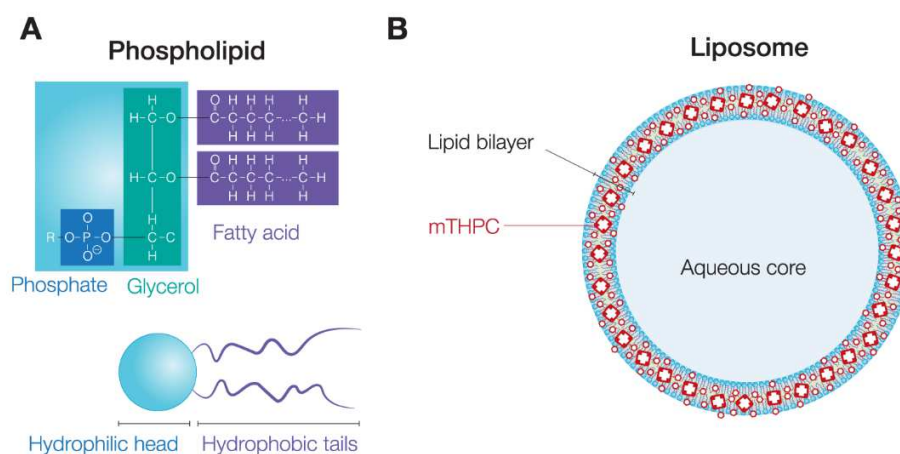 A
Phospholipid
H
O H H H H
H-C-O-C-C-C-C-C...-C-H
H H H H
O H H H H
H-C-O-C-C-C-C-C...-C-H
H H H H
O H
R-O-P-O-C-C
O⊖ H
Fatty acid
Phosphate Glycerol
Hydrophilic head Hydrophobic tails
B
Liposome
Lipid bilayer
mTHPC
Aqueous core